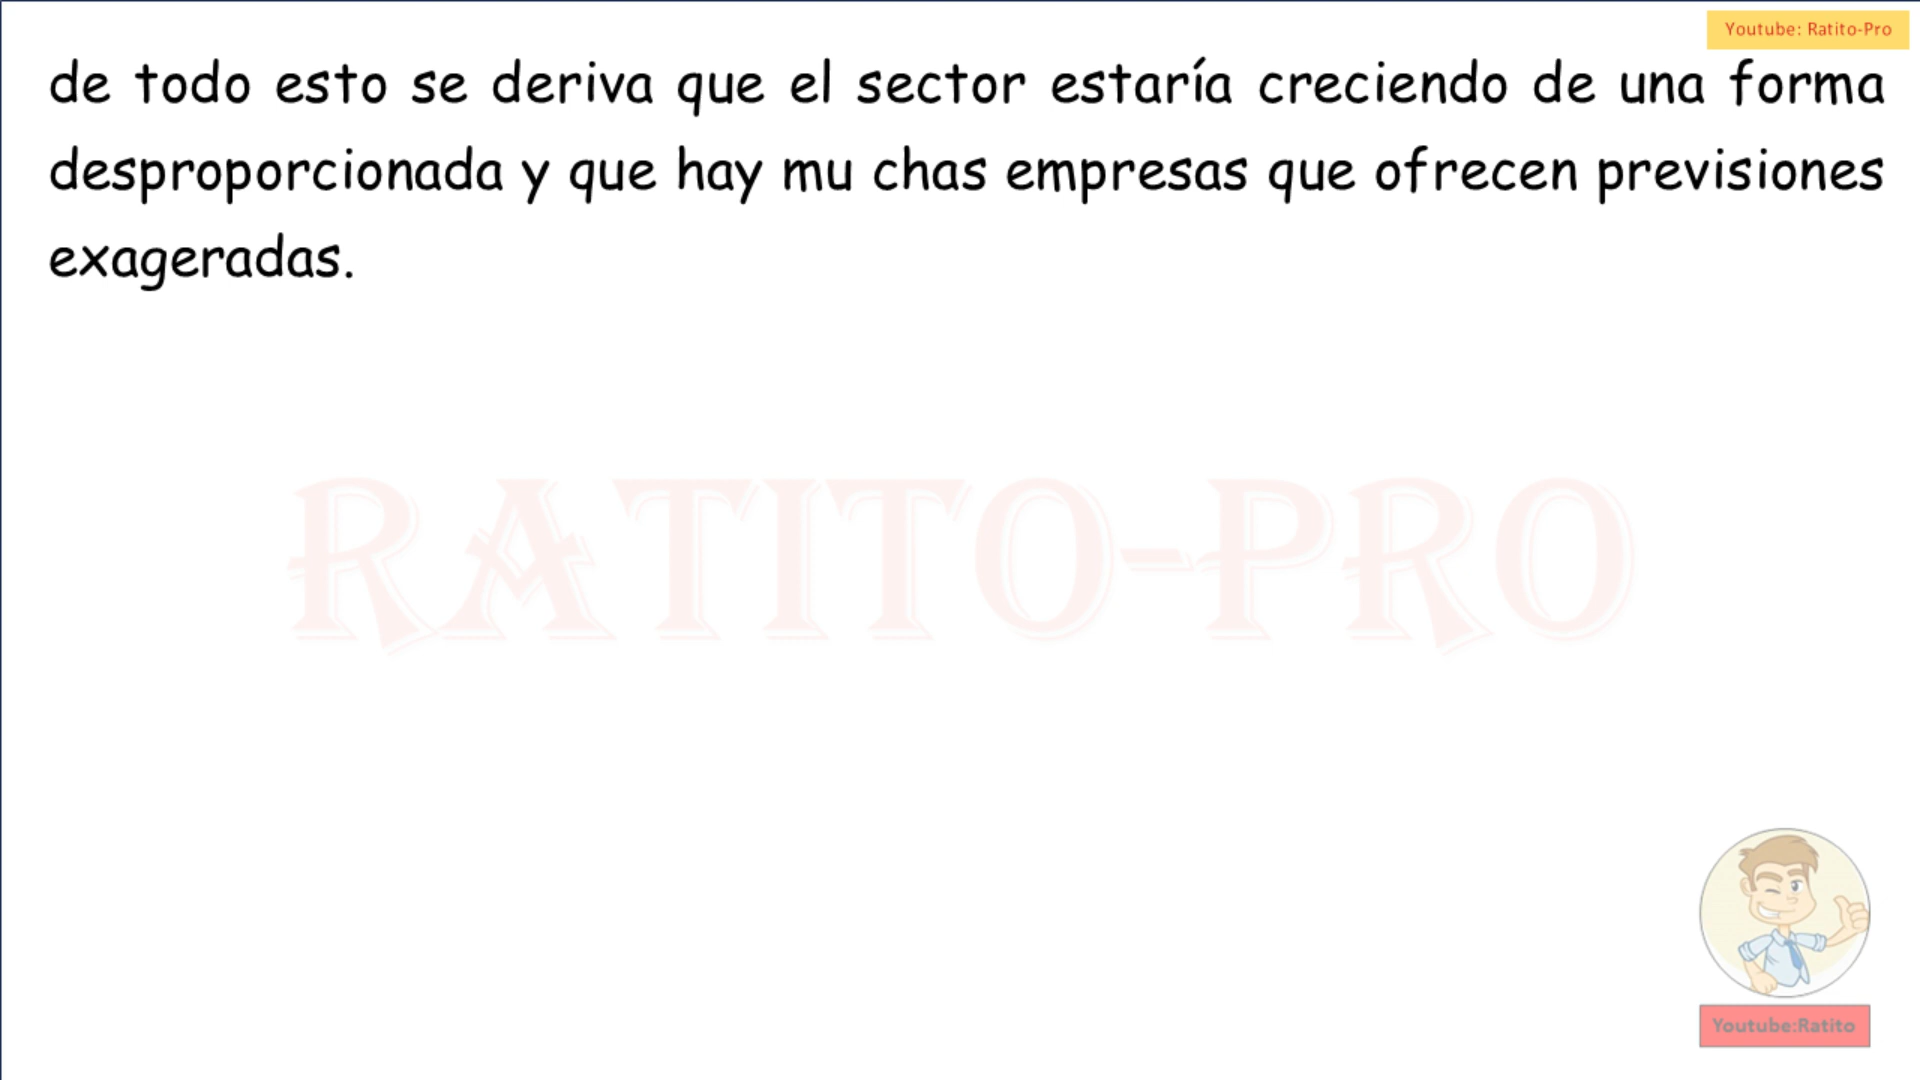 Youtube: Ratito-Pro
de todo esto se deriva que el sector estaría creciendo de una forma
desproporcionada y que hay mu chas empresas que ofrecen previsiones
exageradas.
RATITO-PRO
Youtube:Ratito